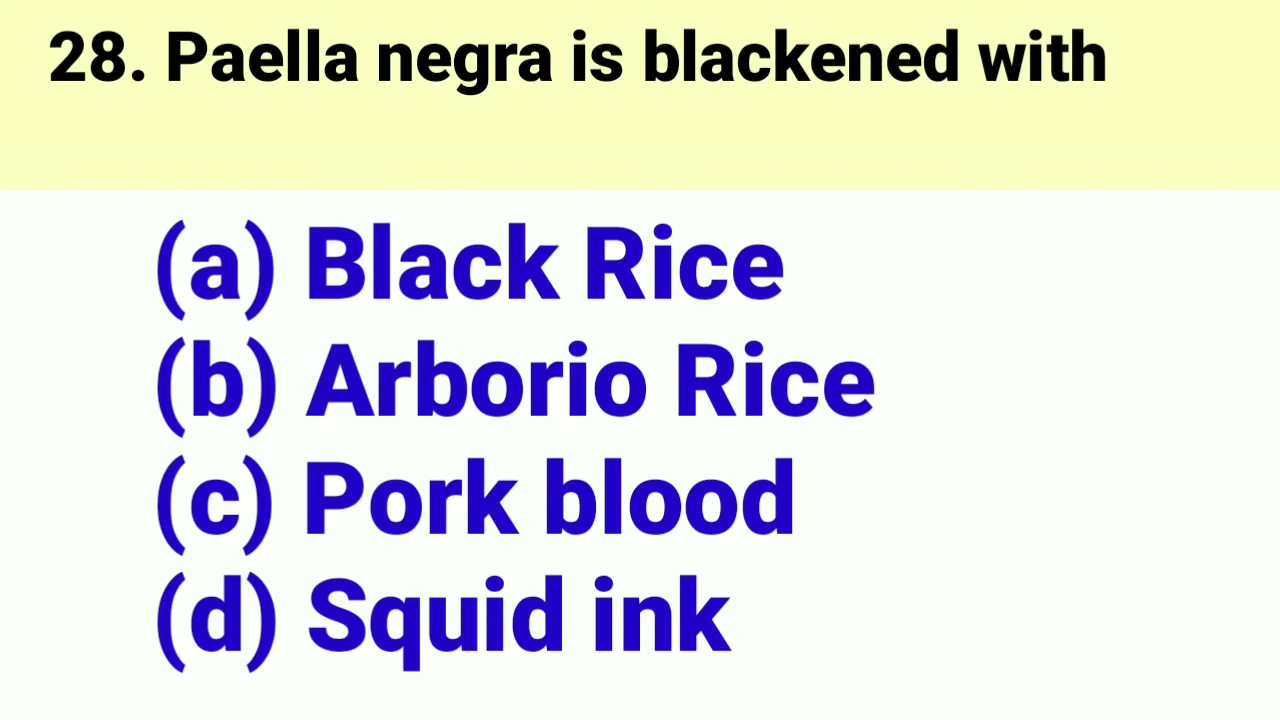 28. Paella negra is blackened with
(a) Black Rice
(b) Arborio Rice
(c) Pork blood
(d) Squid ink